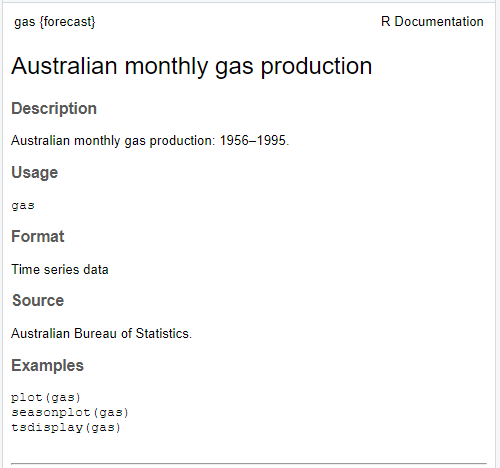 gas {forecast} R Documentation
Australian monthly gas production
Description
Australian monthly gas production: 1956–1995.
Usage
gas
Format
Time series data
Source
Australian Bureau of Statistics.
Examples
plot(gas)
seasonplot(gas)
tsdisplay(gas)